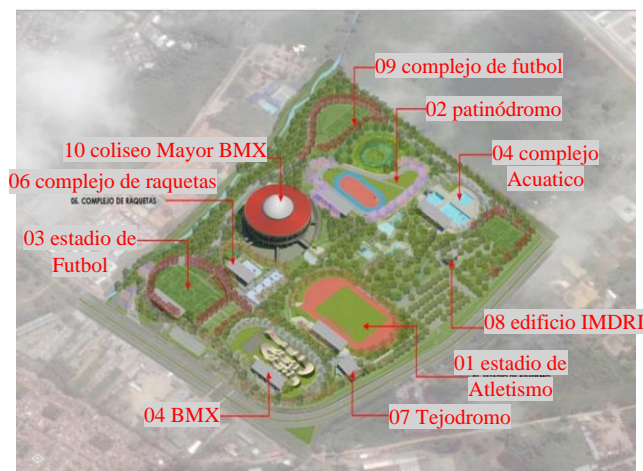 09 complejo de futbol
02 patinódromo
10 coliseo Mayor BMX
04 complejo
Acuatico
06 complejo de raquetas
06. COMPLEJO DE RAQUETAS
03 estadio de
Futbol
08 edificio IMDRI
01 estadio de
Atletismo
04 BMX
07 Tejodromo